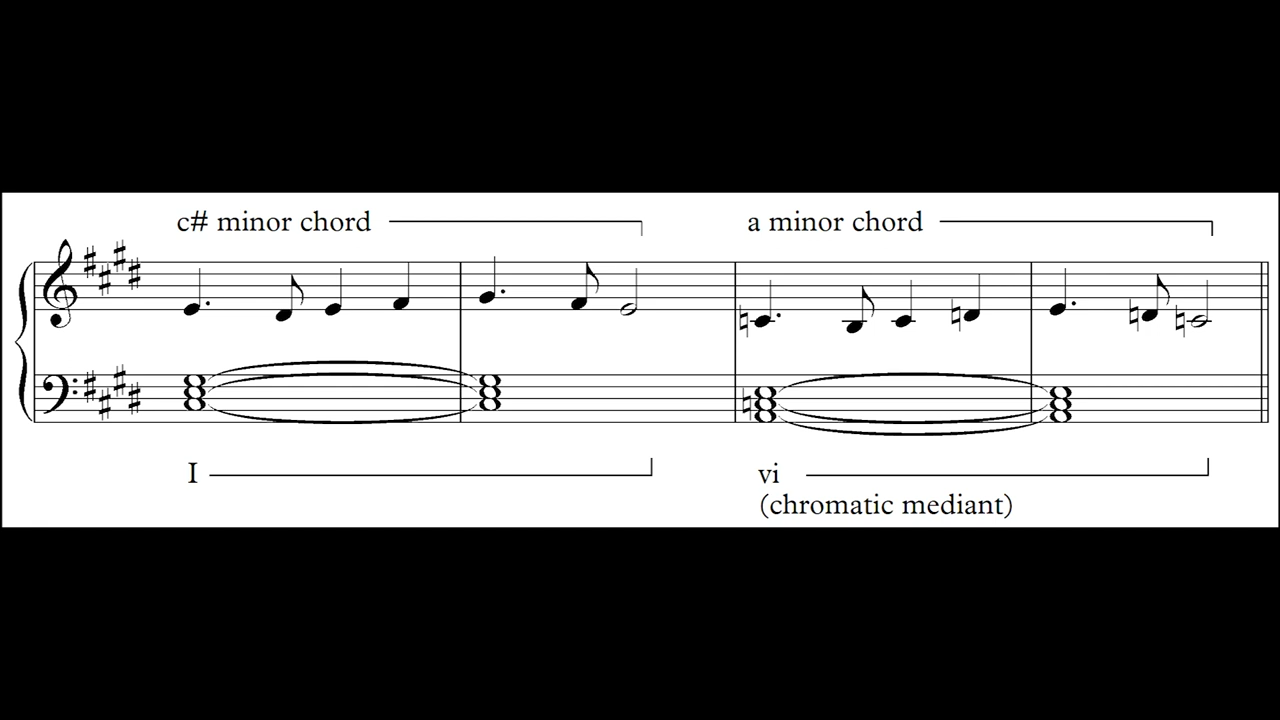 c# minor chord
a minor chord
I
vi
(chromatic mediant)